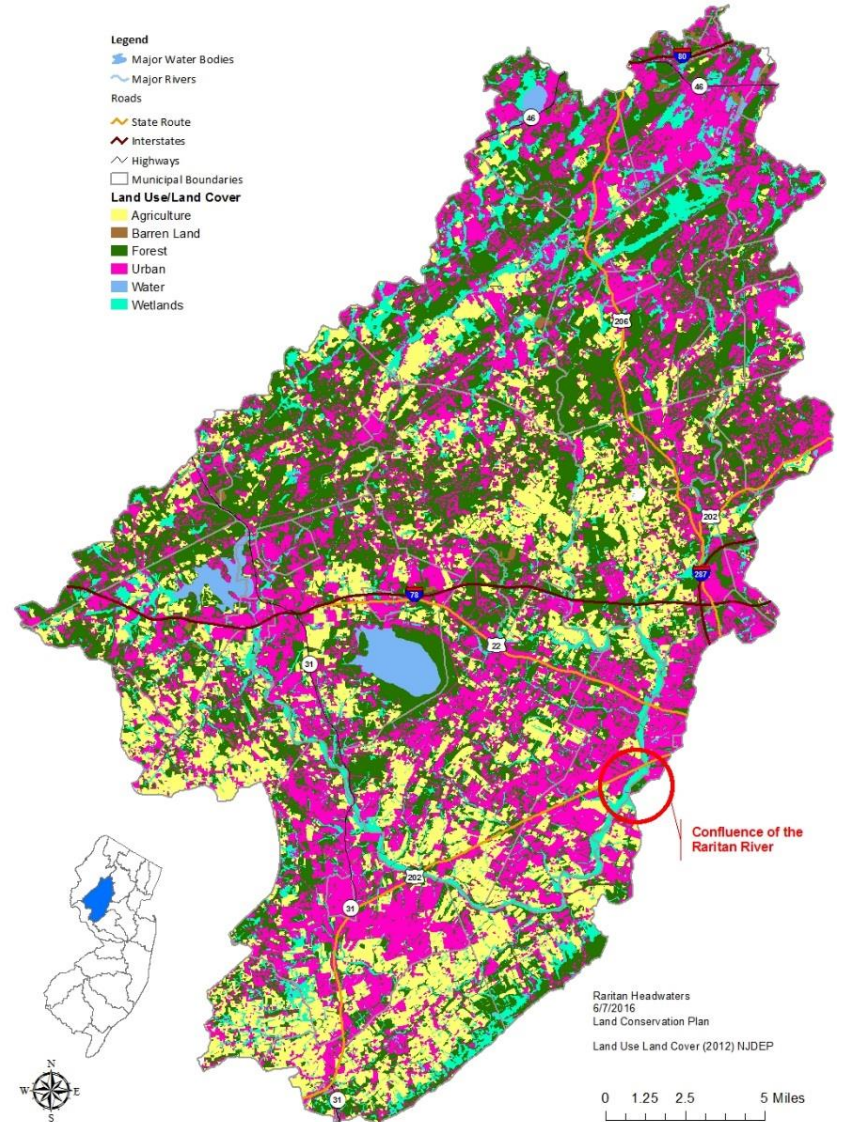 Legend
Major Water Bodies
Major Rivers
Roads
State Route
Interstates
Highways
Municipal Boundaries
Land Use/Land Cover
Agriculture
Barren Land
Forest
Urban
Water
Wetlands
80
46
46
206
202
287
78
22
31
Confluence of the
Raritan River
202
31
31
N
W E
S
Raritan Headwaters
6/7/2016
Land Conservation Plan
Land Use Land Cover (2012) NJDEP
0 1.25 2.5 5 Miles